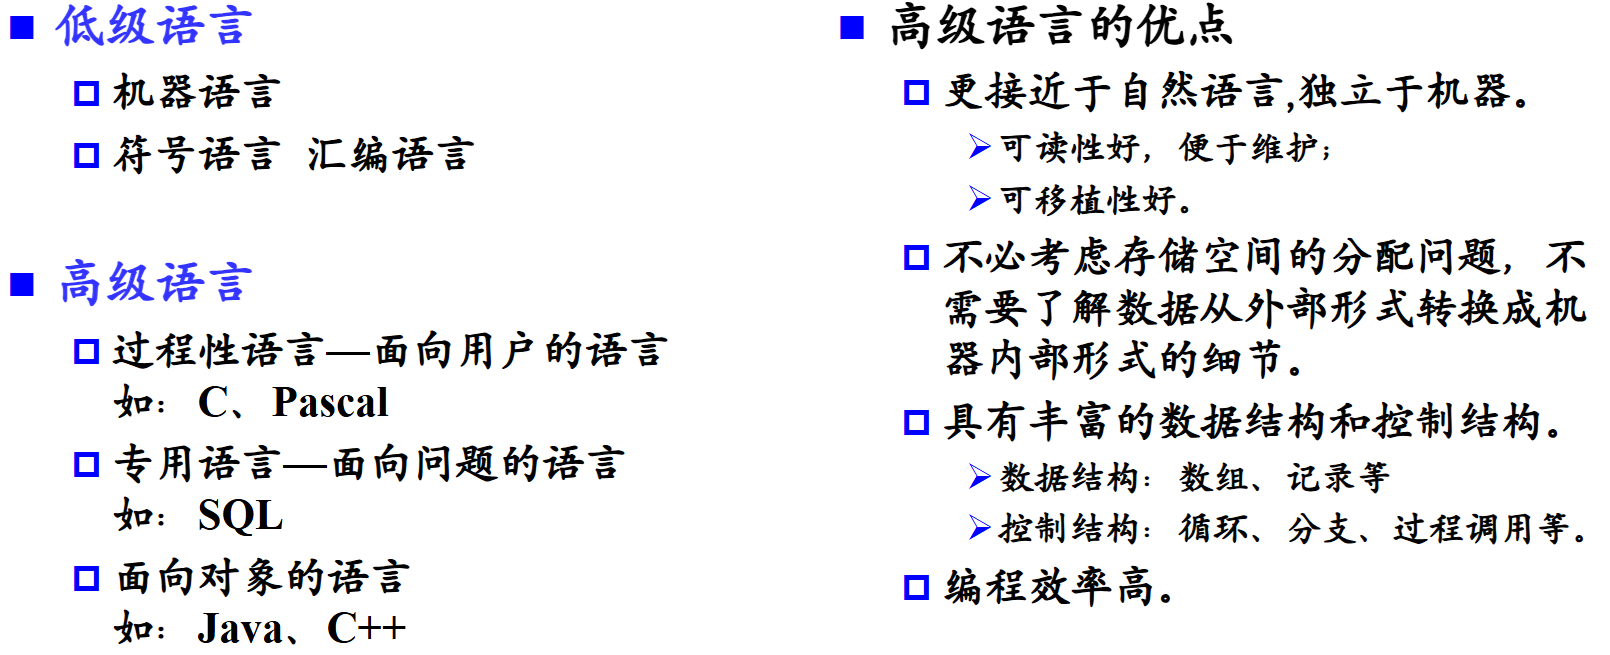 低级语言
机器语言
符号语言 汇编语言
高级语言
过程性语言—面向用户的语言
如：C、Pascal
专用语言—面向问题的语言
如：SQL
面向对象的语言
如：Java、C++
高级语言的优点
更接近于自然语言,独立于机器。
可读性好，便于维护；
可移植性好。
不必考虑存储空间的分配问题，不
需要了解数据从外部形式转换成机
器内部形式的细节。
具有丰富的数据结构和控制结构。
数据结构：数组、记录等
控制结构：循环、分支、过程调用等。
编程效率高。